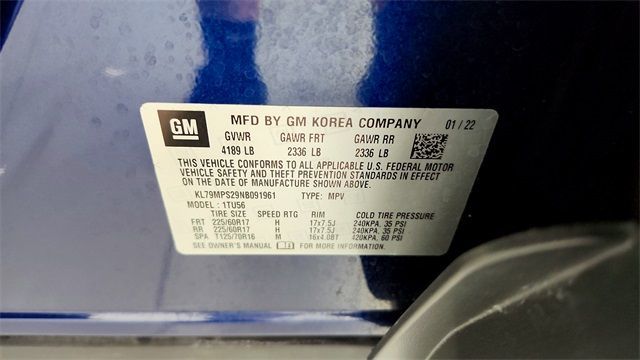 GM
MFD BY GM KOREA COMPANY 01 / 22
GVWR GAWR FRT GAWR RR
4189 LB 2336 LB 2336 LB
THIS VEHICLE CONFORMS TO ALL APPLICABLE U.S. FEDERAL MOTOR
VEHICLE SAFETY AND THEFT PREVENTION STANDARDS IN EFFECT
ON THE DATE OF MANUFACTURE SHOWN ABOVE.
KL79MPS29NB091961 TYPE: MPV
MODEL : 1TU56
TIRE SIZE SPEED RTG RIM COLD TIRE PRESSURE
FRT 225/60R17 H 17x7.5J 240KPA, 35 PSI
RR 225/60R17 H 17x7.5J 240KPA, 35 PSI
SPA T125/70R16 M 16x4.0BT 420KPA, 60 PSI
SEE OWNER'S MANUAL FOR MORE INFORMATION.